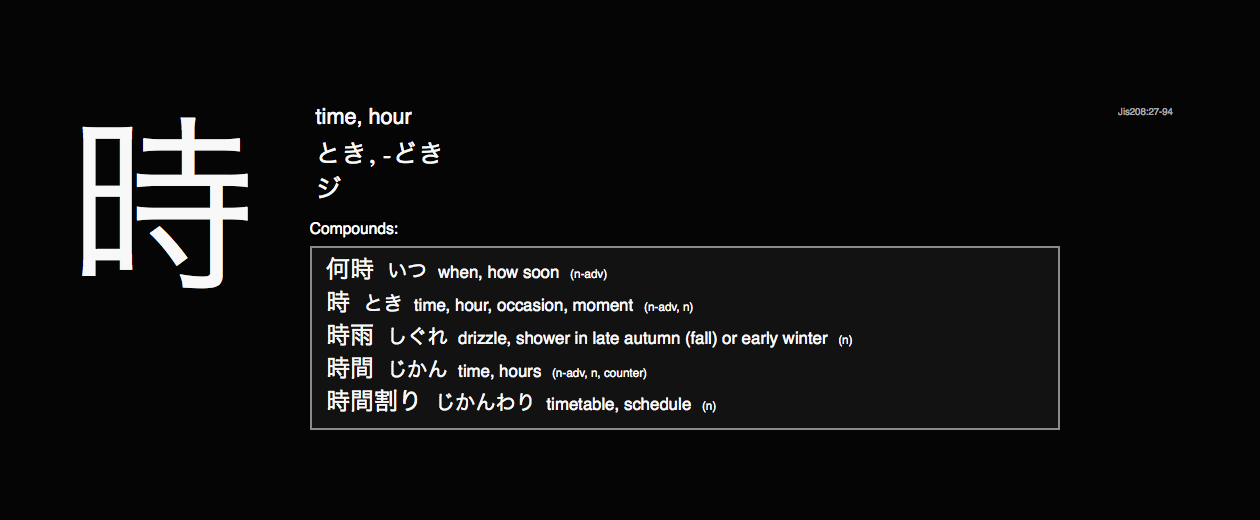 時
time, hour
Jis208:27-94
とき, -どき
ジ
Compounds:
何時 いつ when, how soon (n-adv)
時 とき time, hour, occasion, moment (n-adv, n)
時雨 しぐれ drizzle, shower in late autumn (fall) or early winter (n)
時間 じかん time, hours (n-adv, n, counter)
時間割り じかんわり timetable, schedule (n)